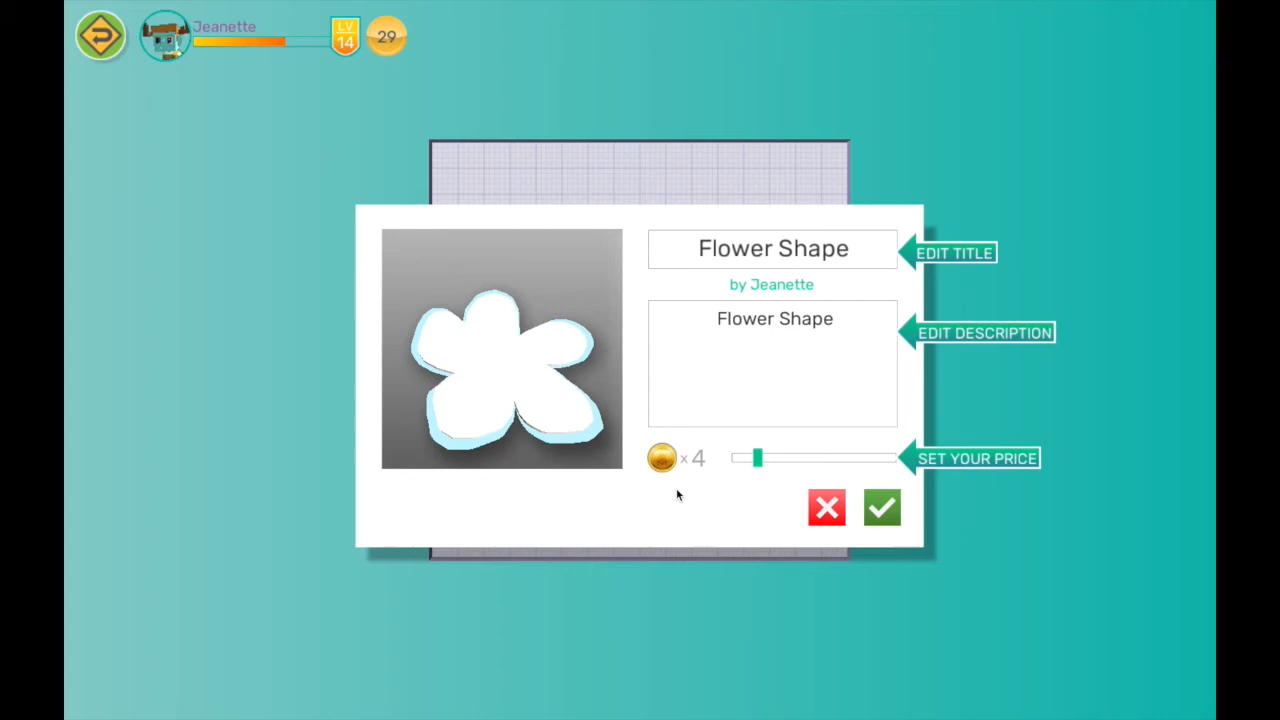 Jeanette
LV
14
29
Flower Shape
EDIT TITLE
by Jeanette
Flower Shape
EDIT DESCRIPTION
x 4
SET YOUR PRICE